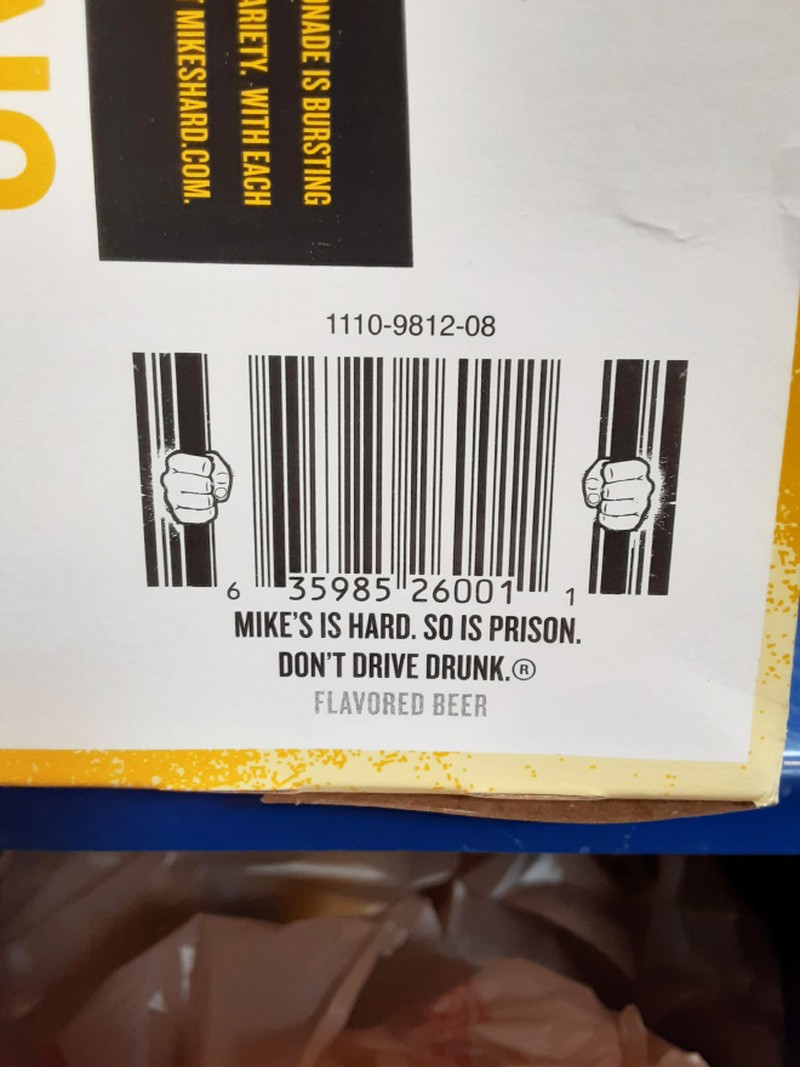 ONADE IS BURSTING
ARIETY. WITH EACH
T MIKESHARD.COM.
1110-9812-08
6 35985 26001 1
MIKE'S IS HARD. SO IS PRISON.
DON'T DRIVE DRUNK.®
FLAVORED BEER